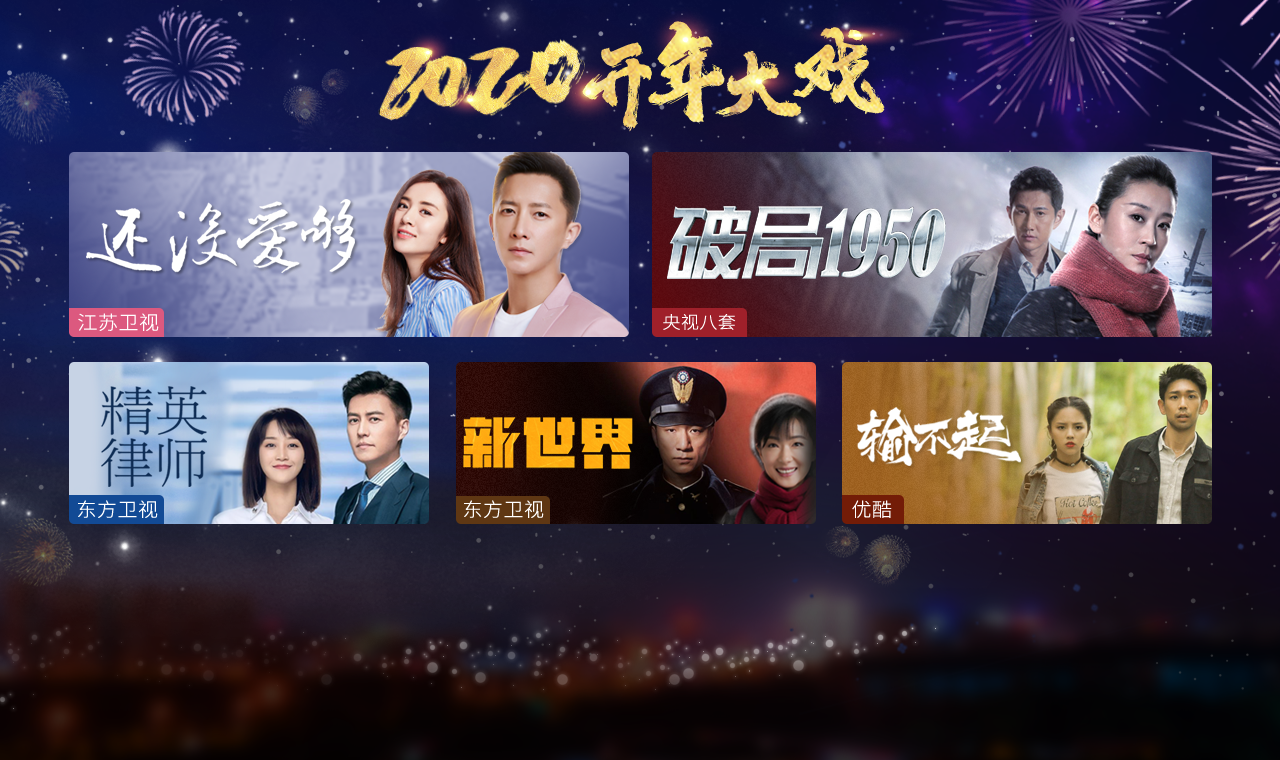 2020开年大戏
还没爱够
江苏卫视
破局1950
央视八套
精英
律师
东方卫视
新世界
东方卫视
输不起
优酷